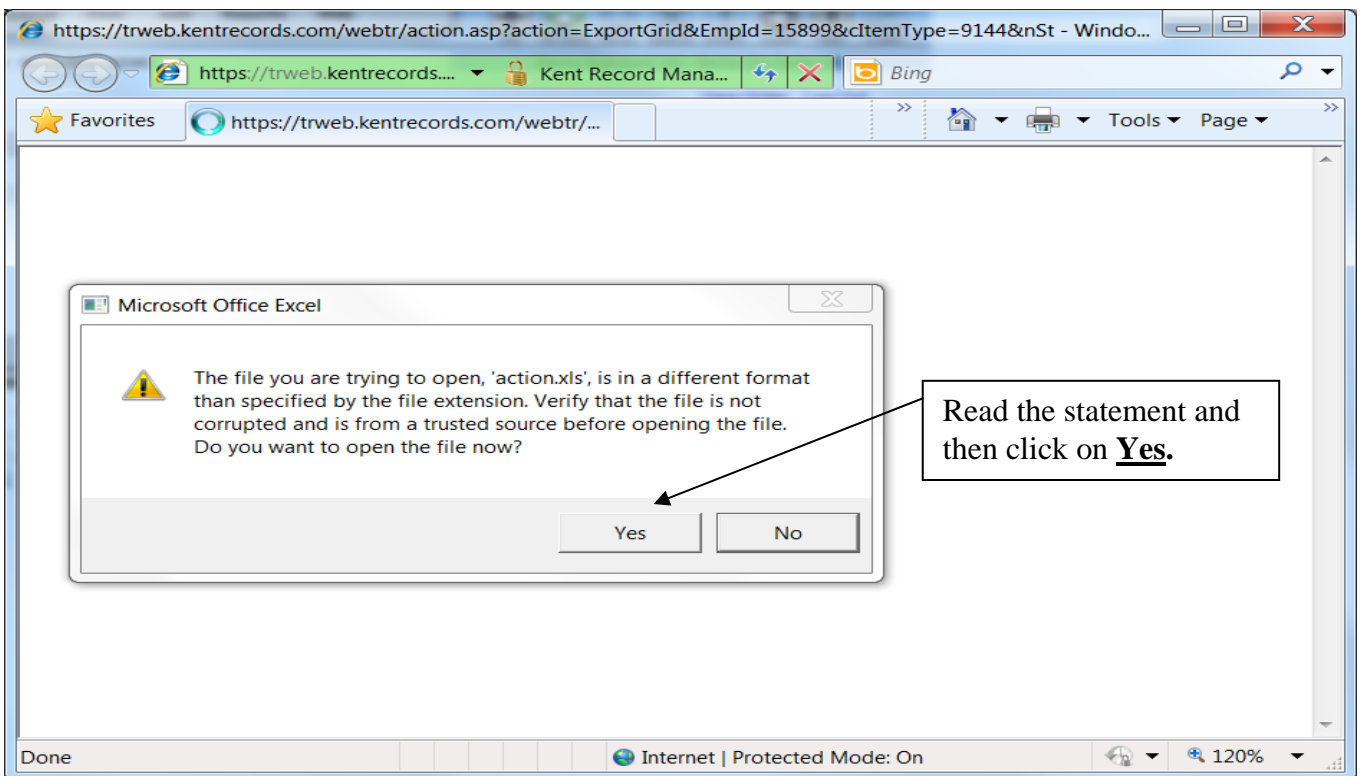 https://trweb.kentrecords.com/webtr/action.asp?action=ExportGrid&EmpId=15899&cItemType=9144&nSt - Windo...
https://trweb.kentrecords.... Kent Record Mana... Bing
Favorites https://trweb.kentrecords.com/webtr/... >> Tools Page >>
Microsoft Office Excel
The file you are trying to open, 'action.xls', is in a different format
than specified by the file extension. Verify that the file is not
corrupted and is from a trusted source before opening the file.
Do you want to open the file now?
Read the statement and
then click on Yes.
Yes No
Done Internet | Protected Mode: On 120%